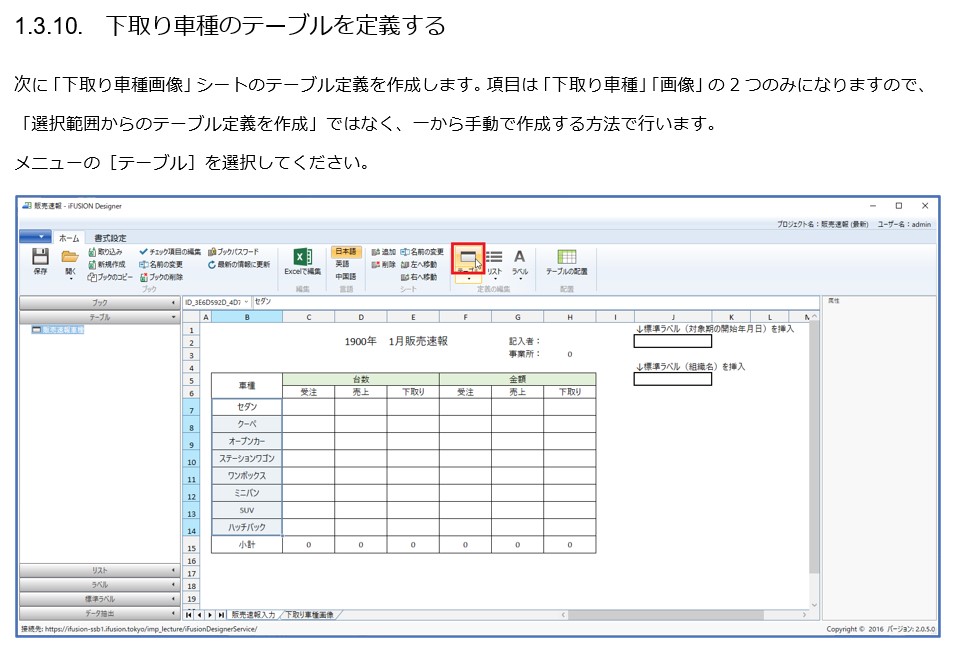 1.3.10. 下取り車種のテーブルを定義する
次に「下取り車種画像」シートのテーブル定義を作成します。項目は「下取り車種」「画像」の 2 つのみになりますので、
「選択範囲からのテーブル定義を作成」ではなく、一から手動で作成する方法で行います。
メニューの［テーブル］を選択してください。
販売速報 - iFUSION Designer
プロジェクト名：販売速報 (最新) ユーザー名：admin
ホーム 書式設定
保存 開く 取り込み 新規作成 ブックのコピー チェック項目の編集 名前の変更 ブックの削除 ブックパスワード 最新の情報に更新 Excelで編集 日本語 英語 中国語 追加 削除 名前の変更 左へ移動 右へ移動 リスト ラベル テーブルの配置
ブック 編集 言語 シート 定義の編集 配置
ブック ID_3E6D592D_4D7 セダン 属性
テーブル A B C D E F G H I J K L M
1 ↓標準ラベル（対象期の開始年月日）を挿入
2 1900年 1月販売速報 記入者：
3 事業所： 0
4 ↓標準ラベル（組織名）を挿入
5 車種 台数 金額
6 受注 売上 下取り 受注 売上 下取り
7 セダン
8 クーペ
9 オープンカー
10 ステーションワゴン
11 ワンボックス
12 ミニバン
13 SUV
14 ハッチバック
15 小計 0 0 0 0 0 0
16
リスト 17
ラベル 18
標準ラベル 19
データ抽出 販売速報入力 下取り車種画像
接続先: https://ifusion-ssb1.ifusion.tokyo/imp_lecture/iFusionDesignerService/ Copyright © 2016 バージョン: 2.0.5.0